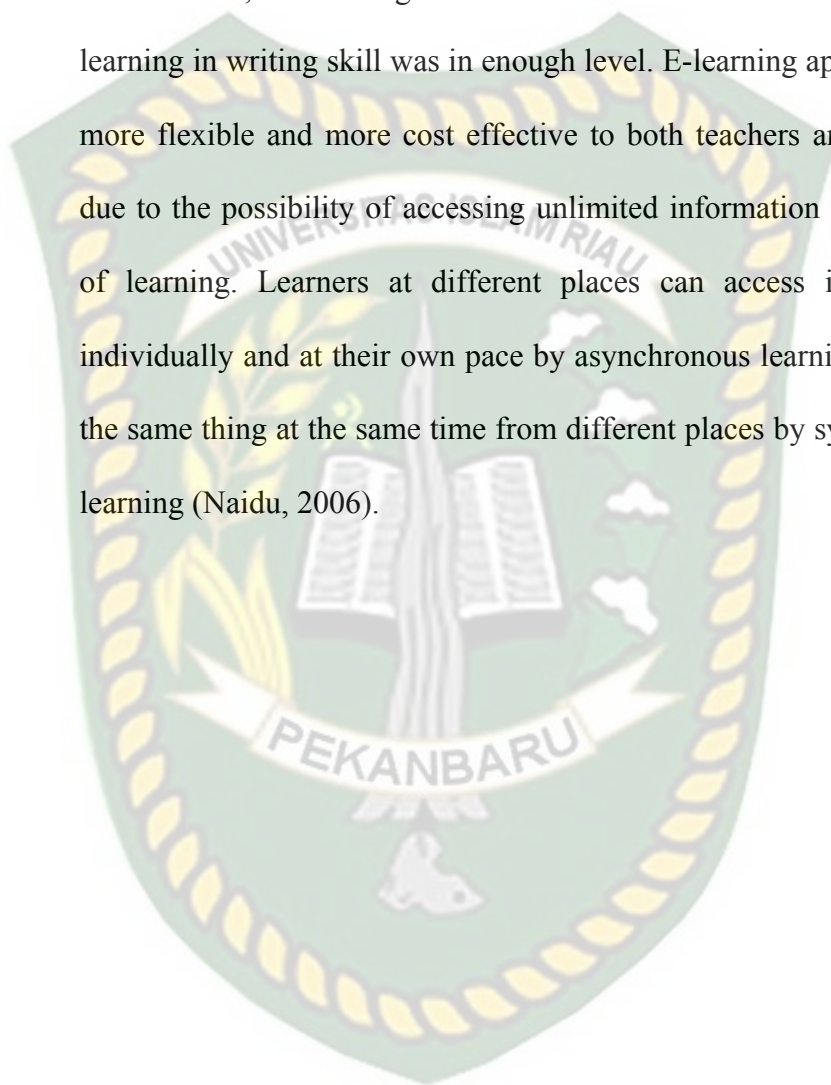 learning in writing skill was in enough level. E-learning
more flexible and more cost effective to both teachers
due to the possibility of accessing unlimited information
of learning. Learners at different places can access
individually and at their own pace by asynchronous
the same thing at the same time from different places by
learning (Naidu, 2006).
UNIVERSITAS ISLAM RIAU
PEKANBARU